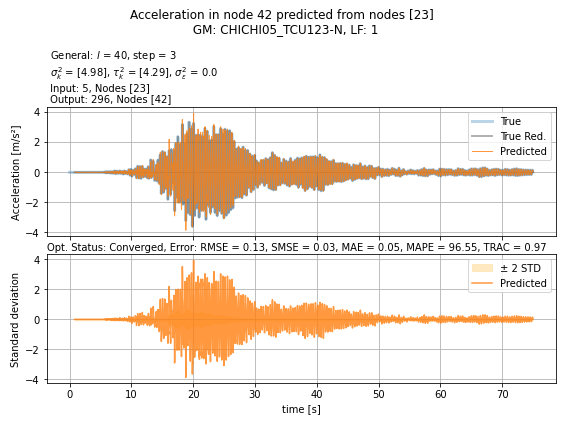 Acceleration in node 42 predicted from nodes [23]
GM: CHICHI05_TCU123-N, LF: 1
General: l = 40, step = 3
σ²ₖ = [4.98], τ²ₖ = [4.29], σ²ε = 0.0
Input: 5, Nodes [23]
Output: 296, Nodes [42]
4
2
0
−2
−4
Acceleration [m/s²]
True
True Red.
Predicted
Opt. Status: Converged, Error: RMSE = 0.13, SMSE = 0.03, MAE = 0.05, MAPE = 96.55, TRAC = 0.97
4
2
0
−2
−4
Standard deviation
± 2 STD
Predicted
0 10 20 30 40 50 60 70
time [s]